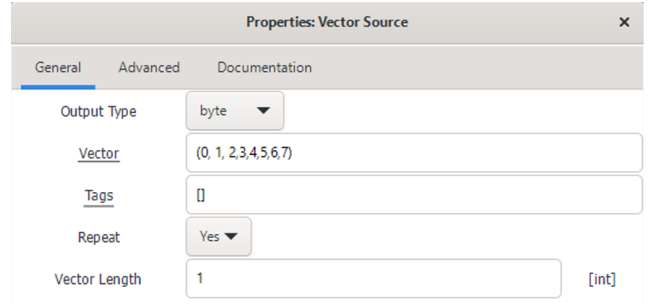 Properties: Vector Source ×
General Advanced Documentation
Output Type byte
Vector (0, 1, 2,3,4,5,6,7)
Tags []
Repeat Yes
Vector Length 1 [int]